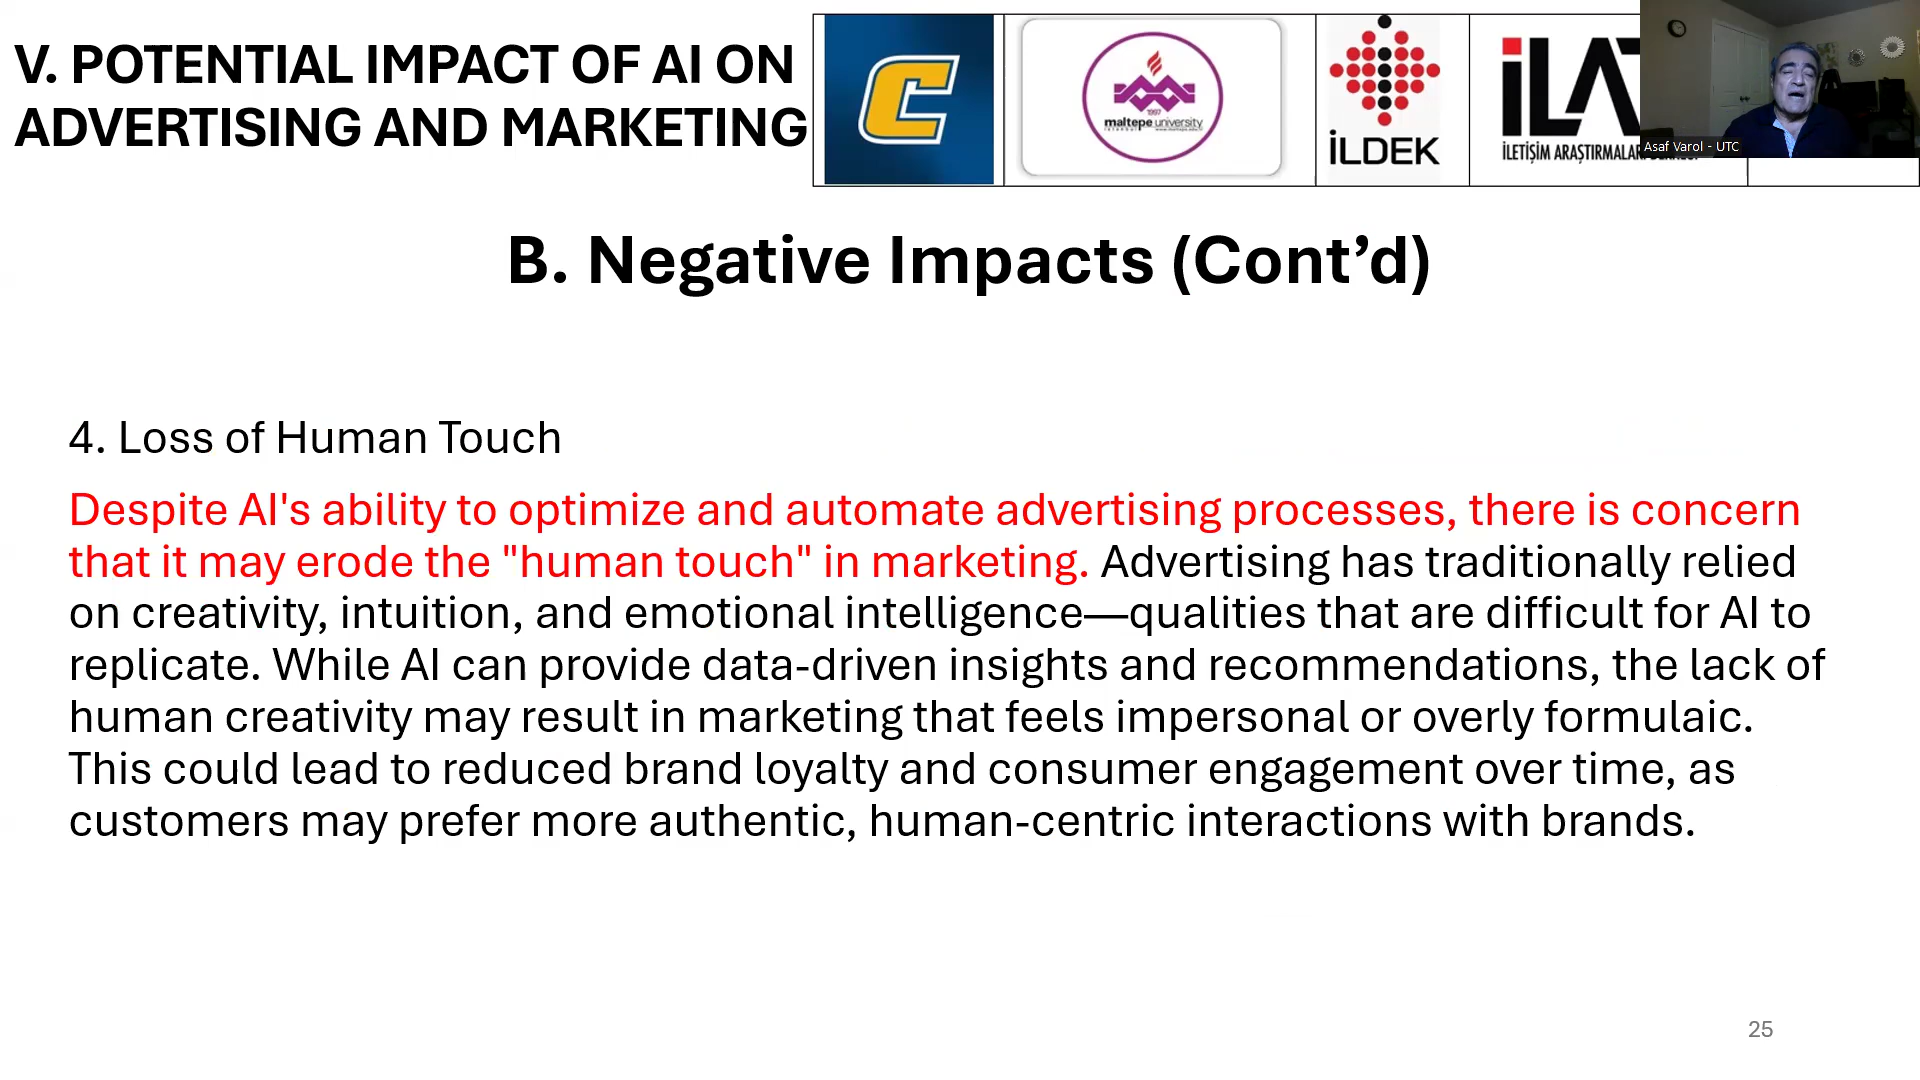 V. POTENTIAL IMPACT OF AI ON
ADVERTISING AND MARKETING
C
1997
maltepe university
İSTANBUL
İLDEK
İLA
İLETİŞİM ARAŞTIRMALARI
Asaf Varol - UTC
B. Negative Impacts (Cont’d)
4. Loss of Human Touch
Despite AI's ability to optimize and automate advertising processes, there is concern
that it may erode the "human touch" in marketing. Advertising has traditionally relied
on creativity, intuition, and emotional intelligence—qualities that are difficult for AI to
replicate. While AI can provide data-driven insights and recommendations, the lack of
human creativity may result in marketing that feels impersonal or overly formulaic.
This could lead to reduced brand loyalty and consumer engagement over time, as
customers may prefer more authentic, human-centric interactions with brands.
25